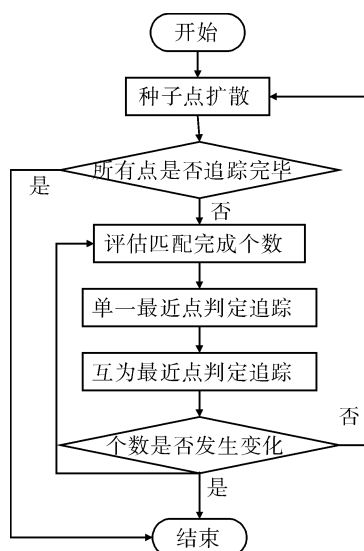 开始
种子点扩散
所有点是否追踪完毕
是
否
评估匹配完成个数
单一最近点判定追踪
互为最近点判定追踪
否
个数是否发生变化
是
结束